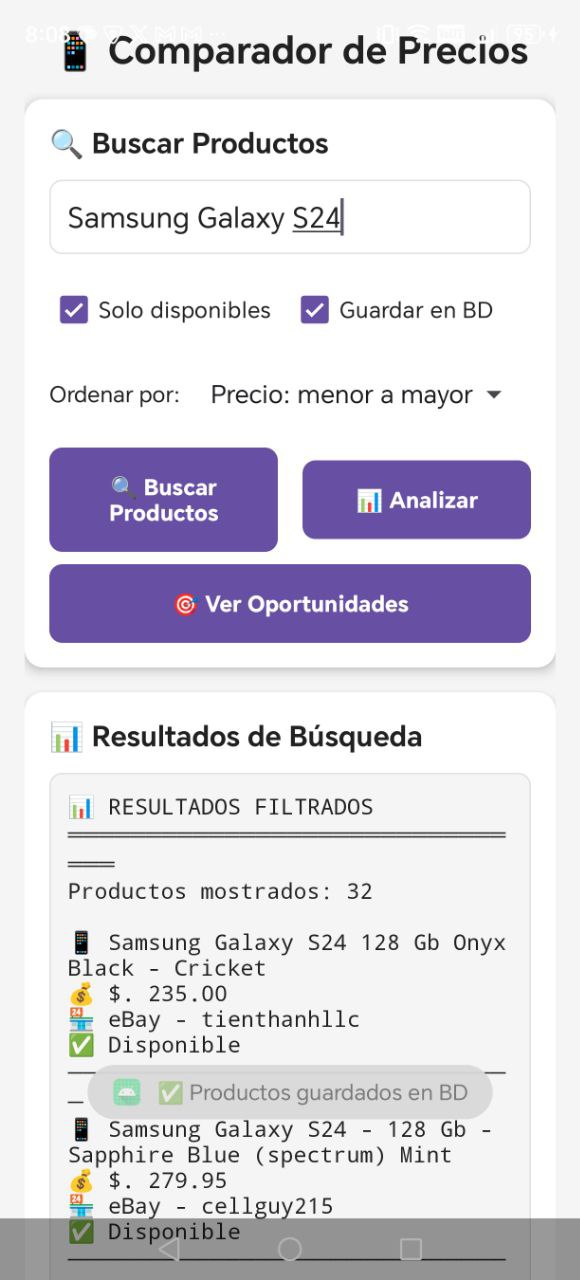 8:08
95
📱 Comparador de Precios
🔍 Buscar Productos
Samsung Galaxy S24
Solo disponibles
Guardar en BD
Ordenar por: Precio: menor a mayor
🔍 Buscar
Productos
📊 Analizar
🎯 Ver Oportunidades
📊 Resultados de Búsqueda
📊 RESULTADOS FILTRADOS
Productos mostrados: 32
📱 Samsung Galaxy S24 128 Gb Onyx
Black - Cricket
💰 $. 235.00
🏪 eBay - tienthanhllc
✅ Disponible
✅ Productos guardados en BD
📱 Samsung Galaxy S24 - 128 Gb -
Sapphire Blue (spectrum) Mint
💰 $. 279.95
🏪 eBay - cellguy215
✅ Disponible